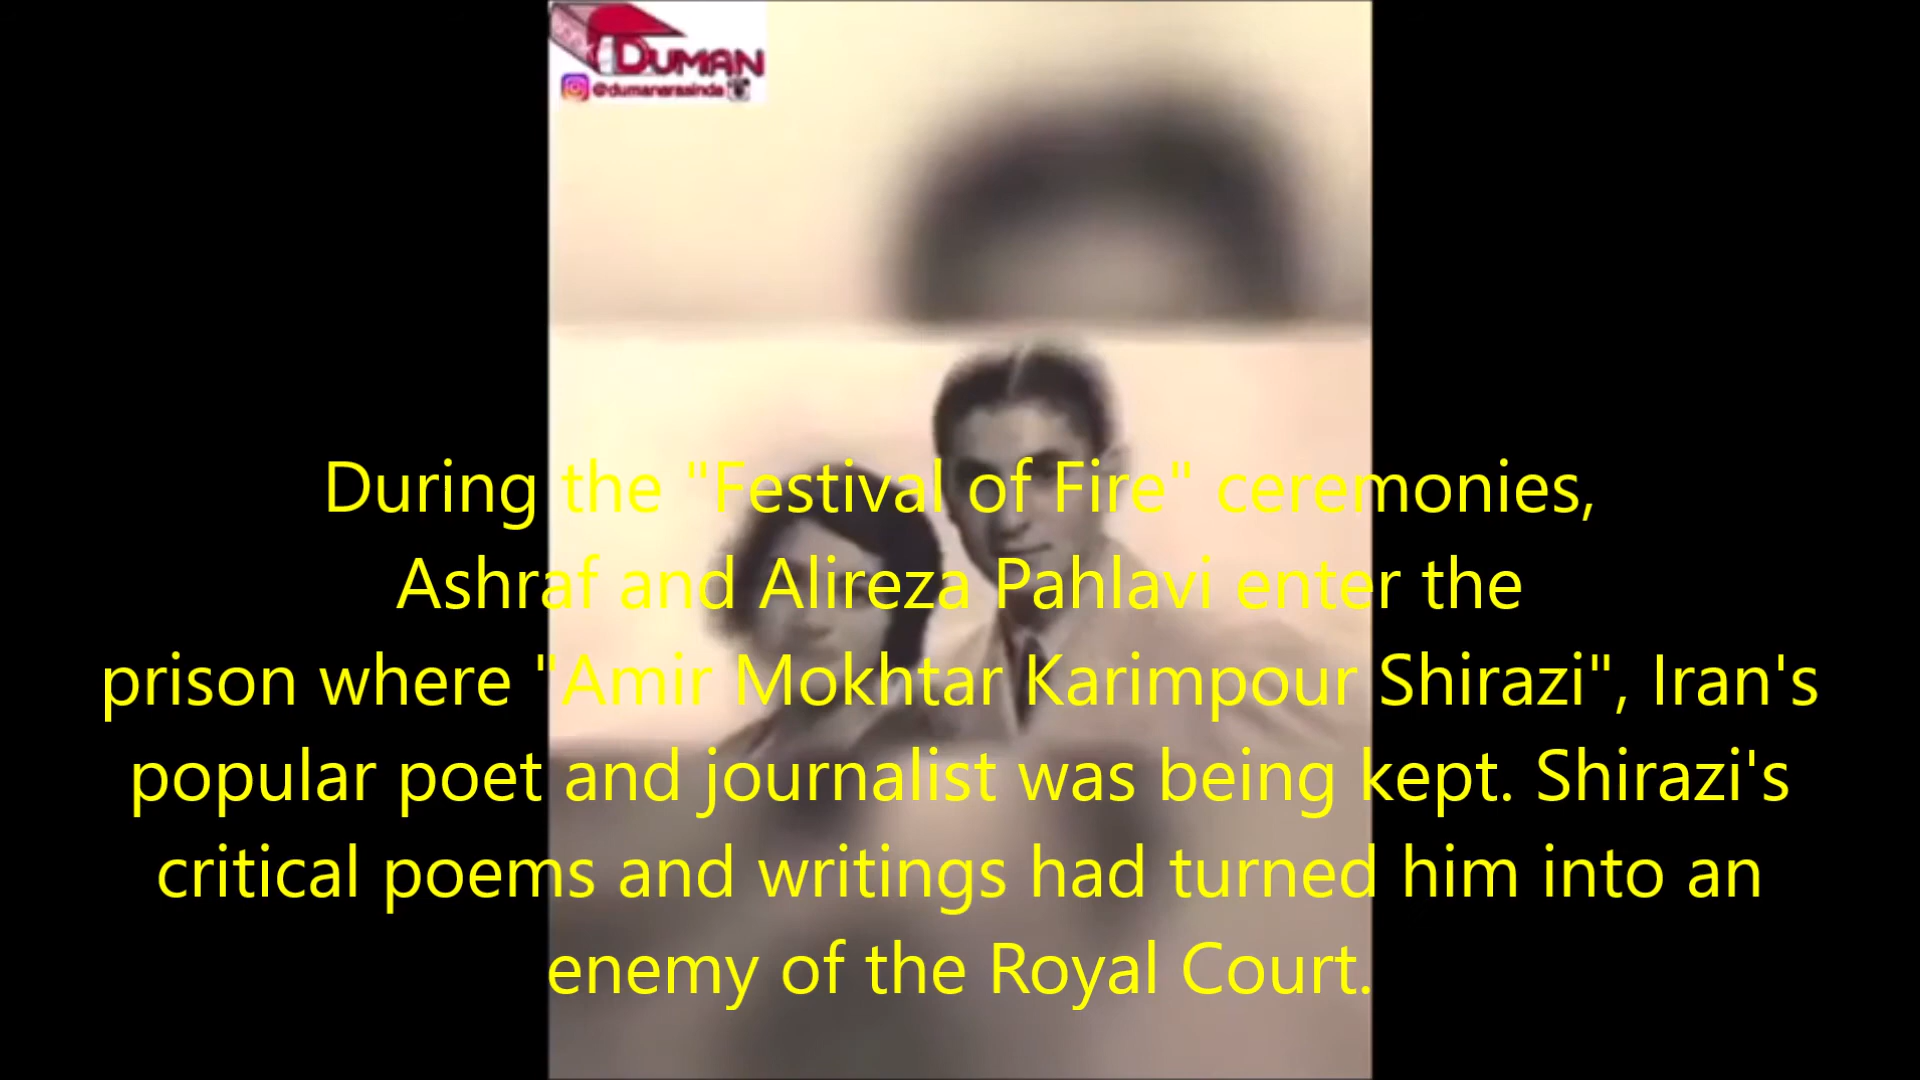 DUMAN
@dumanarasinda
During the "Festival of Fire" ceremonies,
Ashraf and Alireza Pahlavi enter the
prison where "Amir Mokhtar Karimpour Shirazi", Iran's
popular poet and journalist was being kept. Shirazi's
critical poems and writings had turned him into an
enemy of the Royal Court.